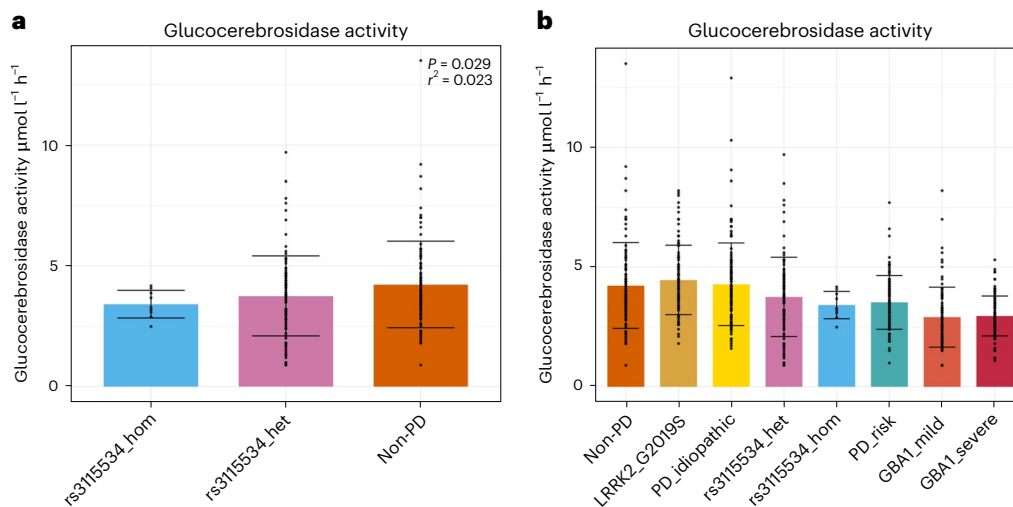 a
Glucocerebrosidase activity
P = 0.029
r² = 0.023
Glucocerebrosidase activity μmol l⁻¹ h⁻¹
10
5
0
rs3115534_hom
rs3115534_het
Non-PD
b
Glucocerebrosidase activity
Glucocerebrosidase activity μmol l⁻¹ h⁻¹
10
5
0
Non-PD
LRRK2_G2019S
PD_idiopathic
rs3115534_het
rs3115534_hom
PD_risk
GBA1_mild
GBA1_severe